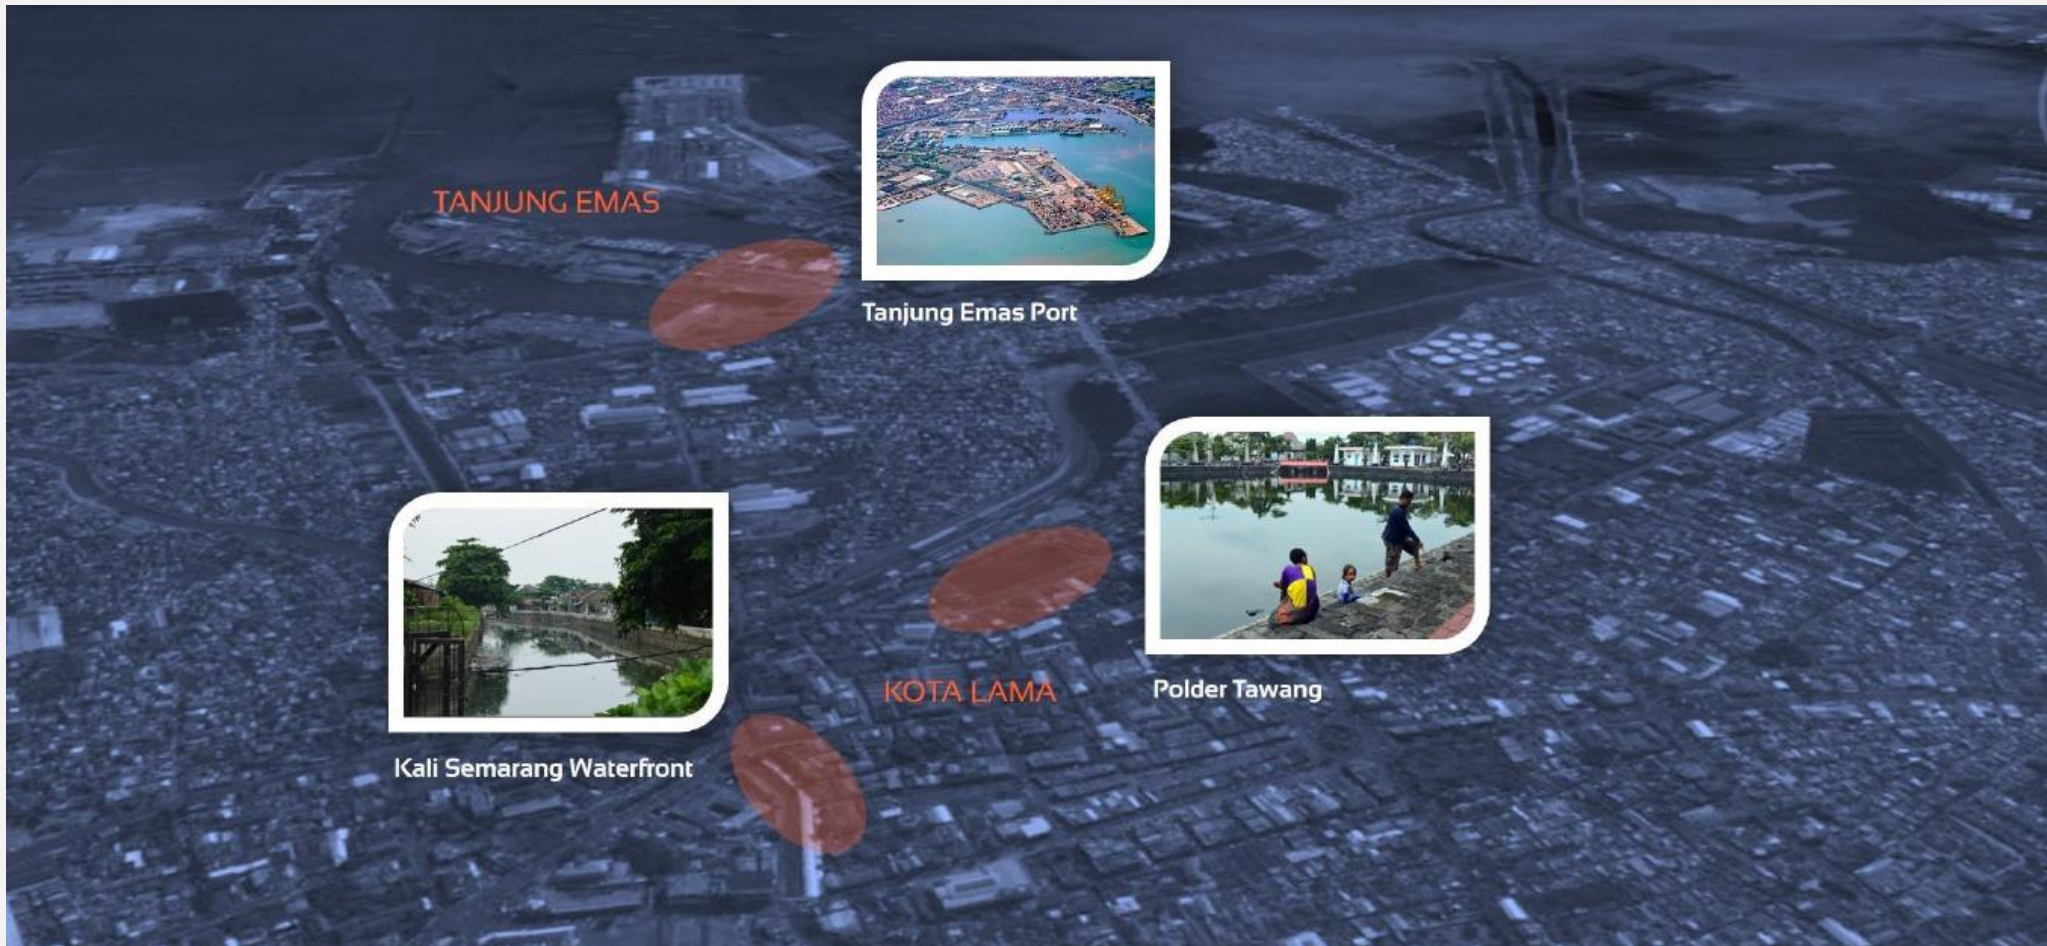 TANJUNG EMAS
Tanjung Emas Port
KOTA LAMA
Polder Tawang
Kali Semarang Waterfront